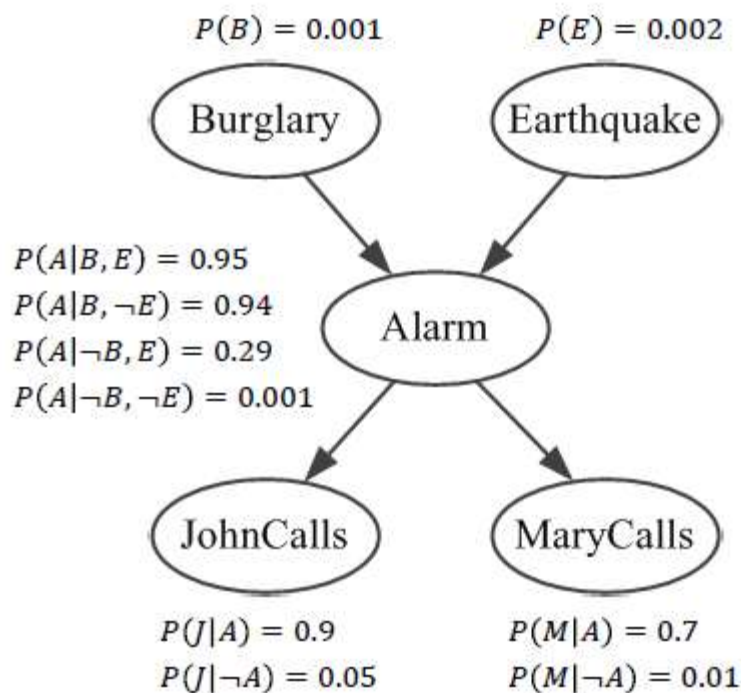 P(B) = 0.001
P(E) = 0.002
Burglary
Earthquake
P(A|B, E) = 0.95
P(A|B, ¬E) = 0.94
P(A|¬B, E) = 0.29
P(A|¬B, ¬E) = 0.001
Alarm
JohnCalls
MaryCalls
P(J|A) = 0.9
P(J|¬A) = 0.05
P(M|A) = 0.7
P(M|¬A) = 0.01